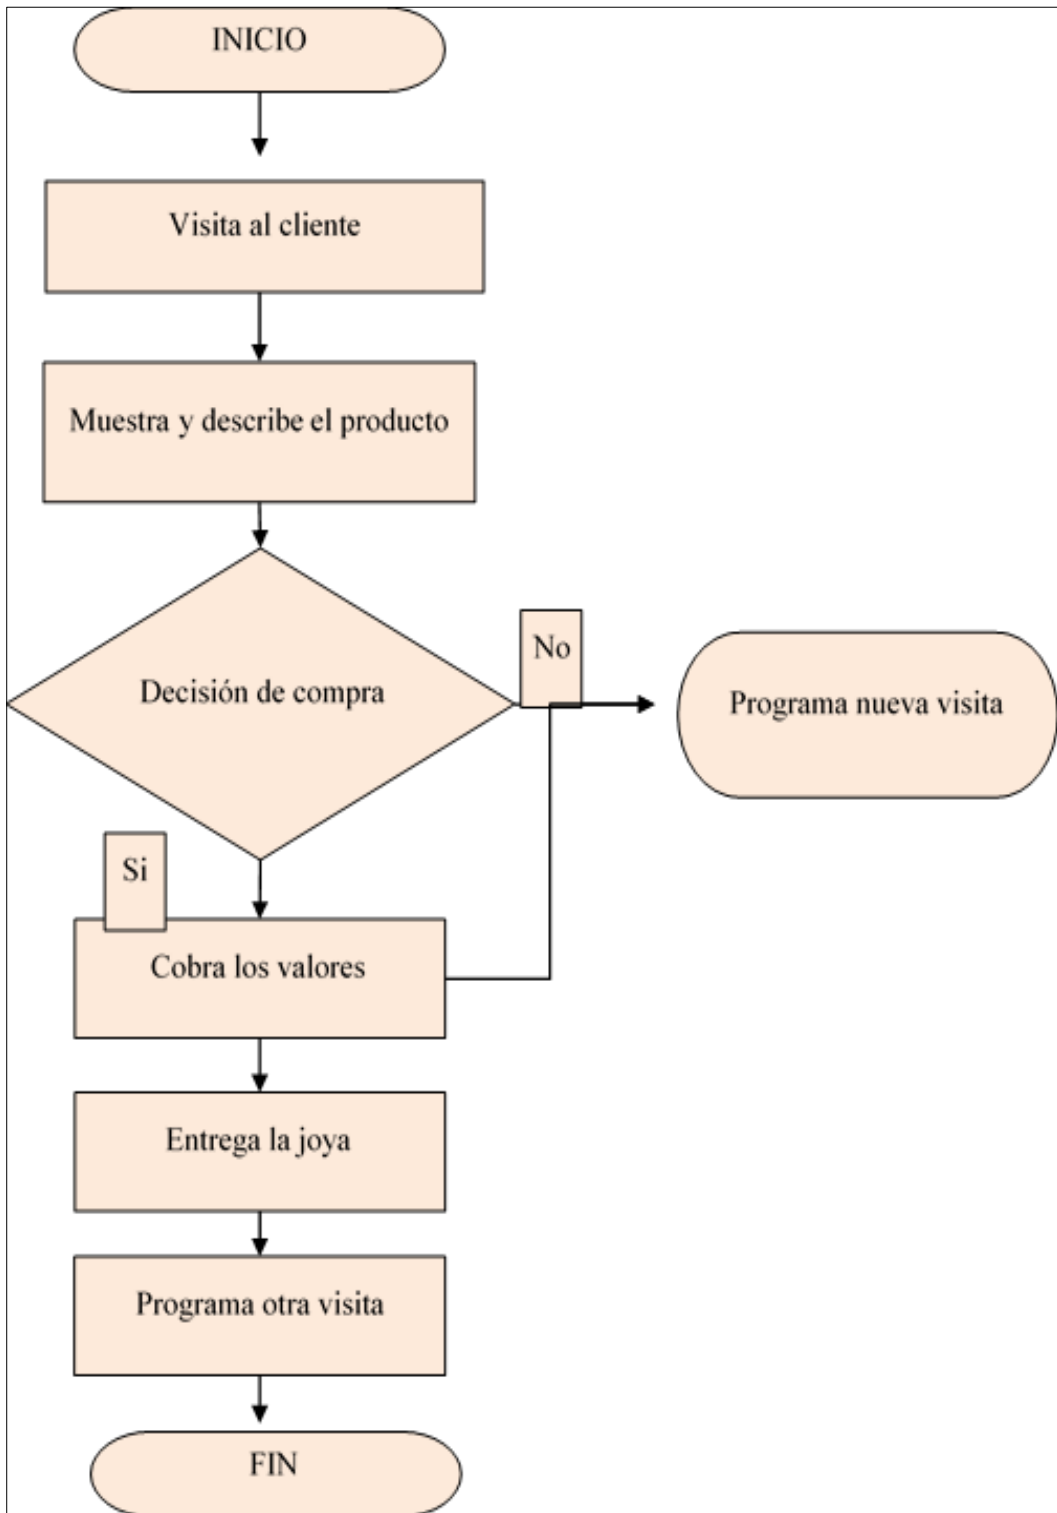 INICIO
Visita al cliente
Muestra y describe el producto
Decisión de compra
No
Programa nueva visita
Si
Cobra los valores
Entrega la joya
Programa otra visita
FIN